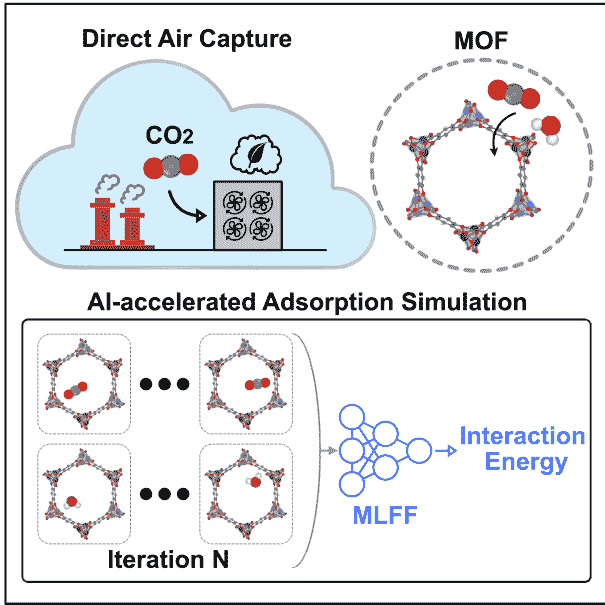 Direct Air Capture
MOF
CO2
AI-accelerated Adsorption Simulation
Interaction
Energy
MLFF
Iteration N